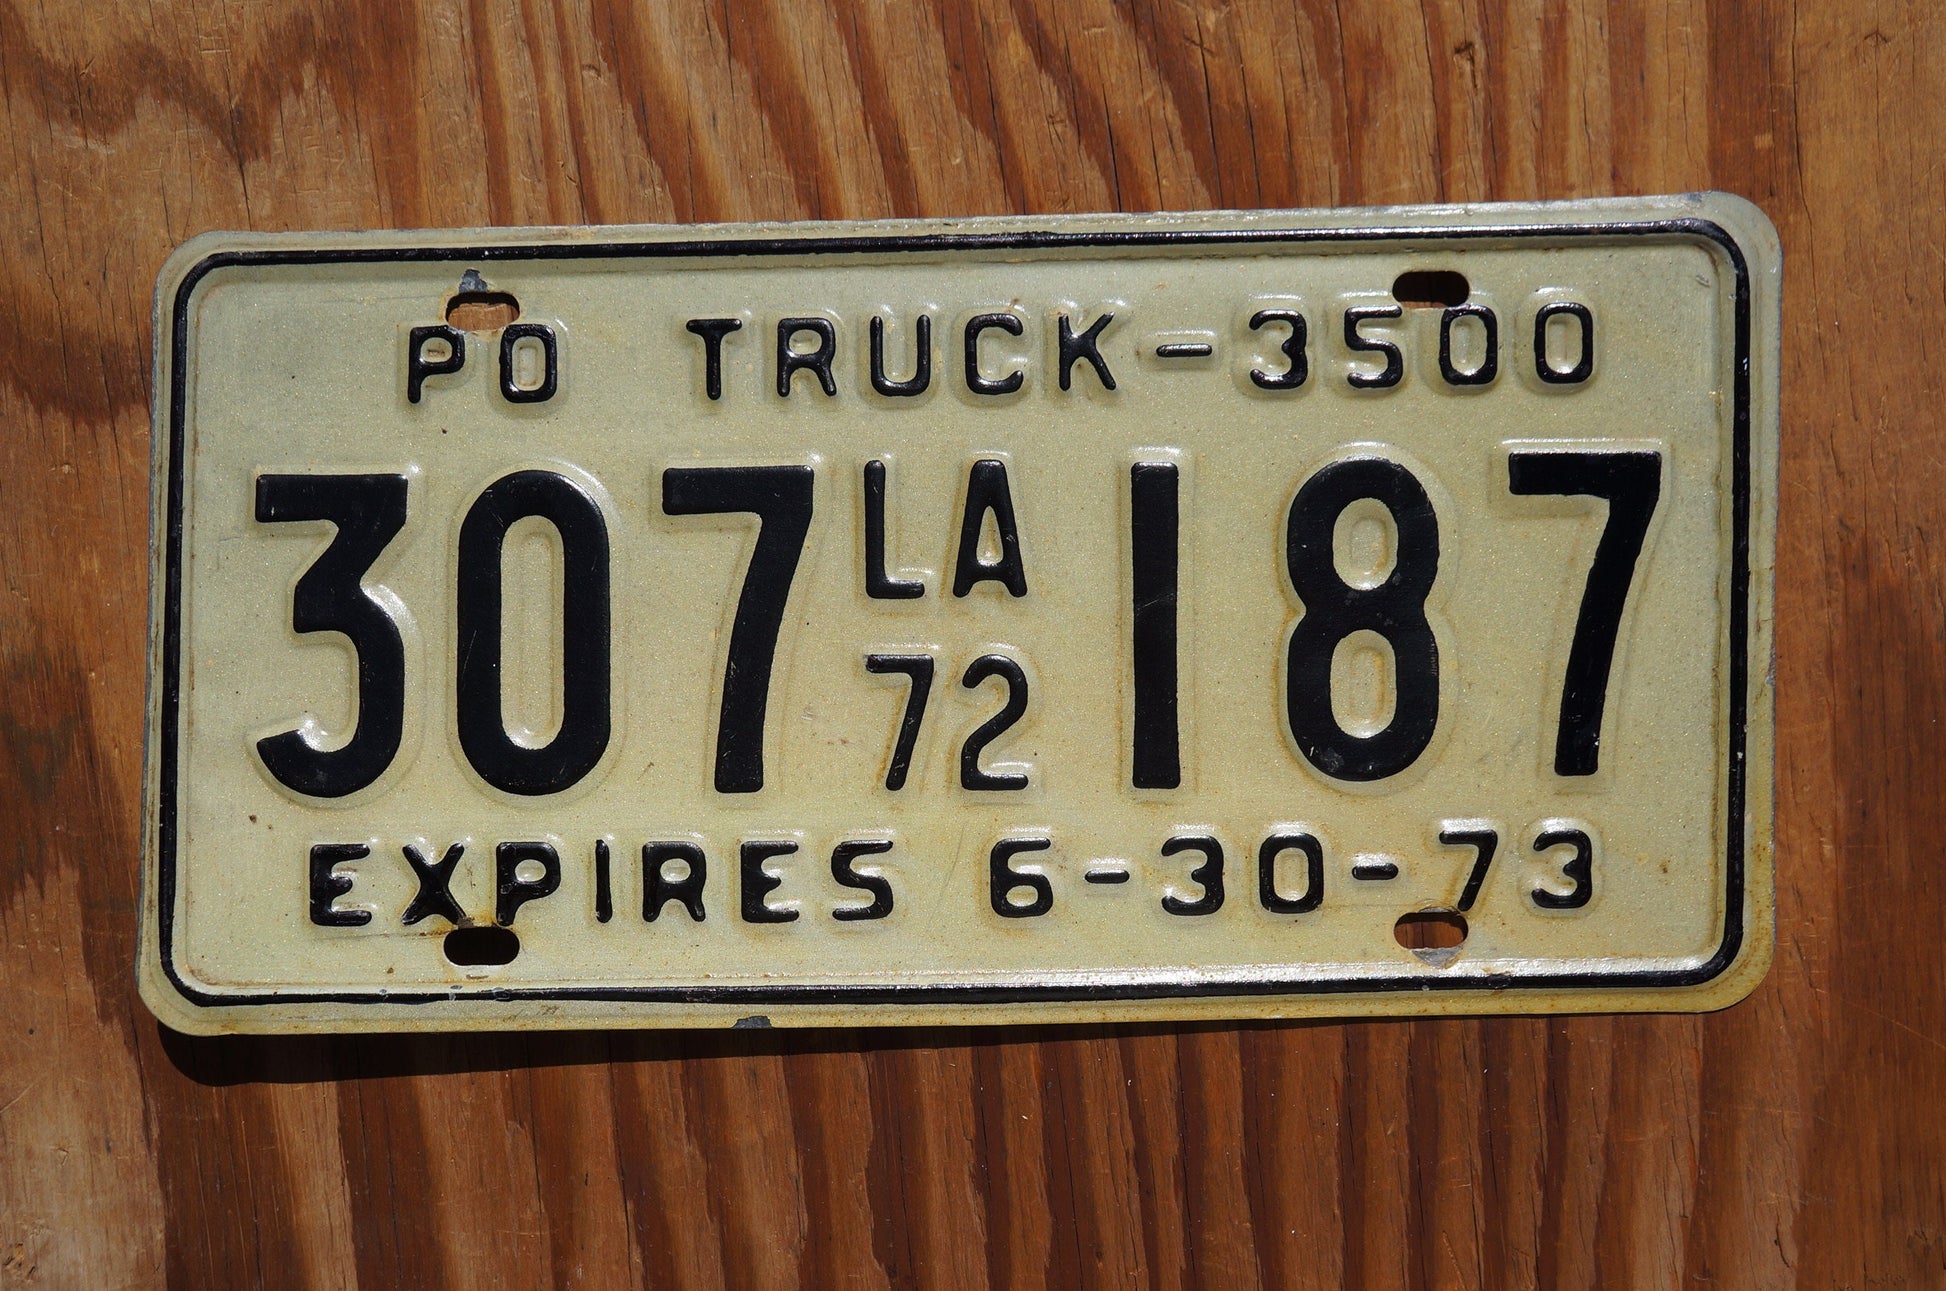 PO TRUCK-3500
307 LA 187
72
EXPIRES 6-30-73